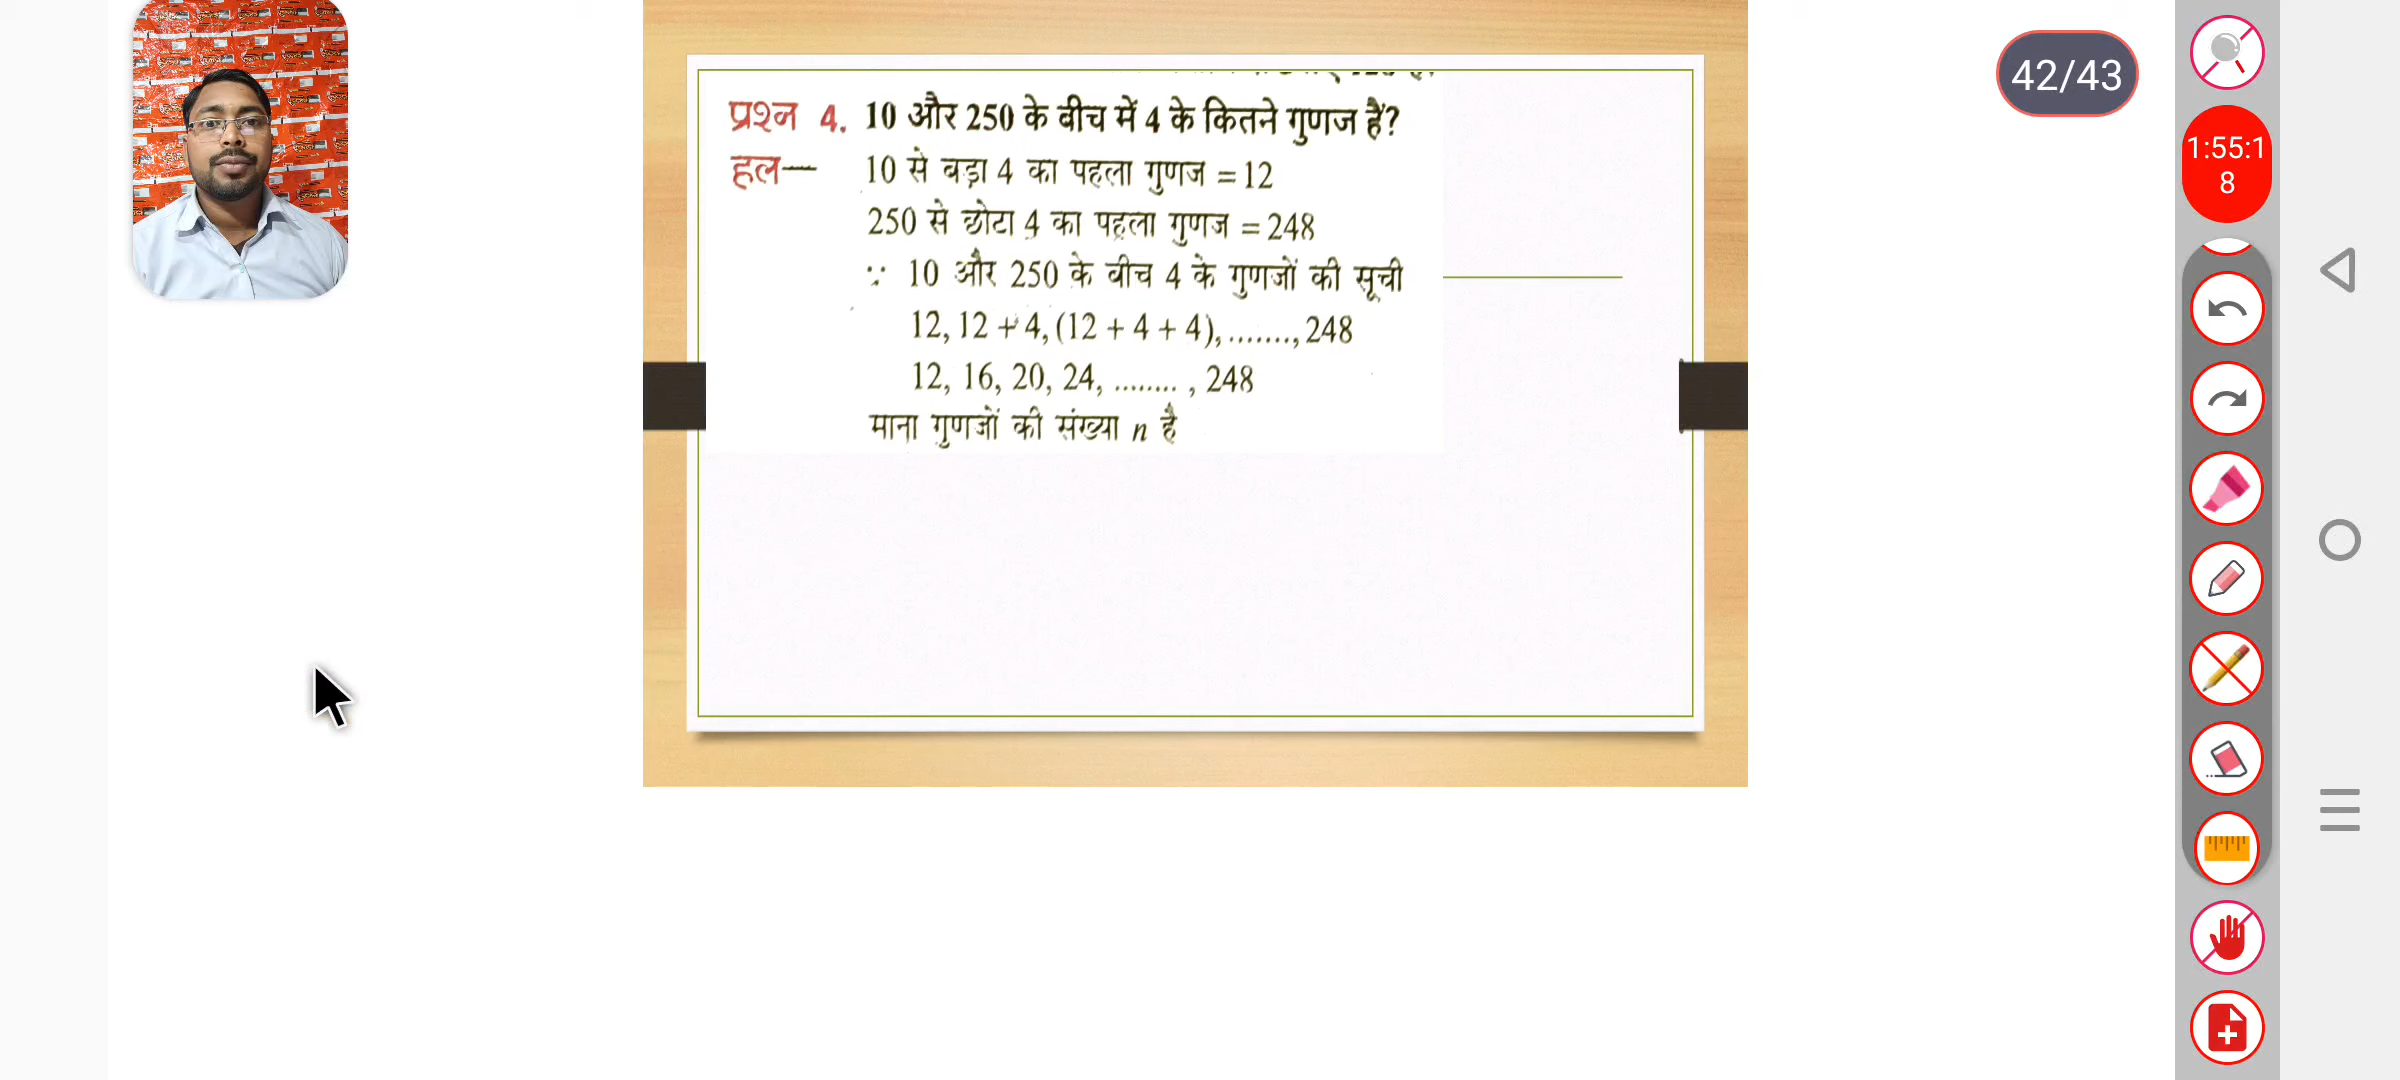 42/43
1:55:1
8
प्रश्न 4. 10 और 250 के बीच में 4 के कितने गुणज हैं?
हल— 10 से बड़ा 4 का पहला गुणज = 12
250 से छोटा 4 का पहला गुणज = 248
∵ 10 और 250 के बीच 4 के गुणजों की सूची
12, 12 + 4, (12 + 4 + 4), ......., 248
12, 16, 20, 24, ........ , 248
माना गुणजों की संख्या n है